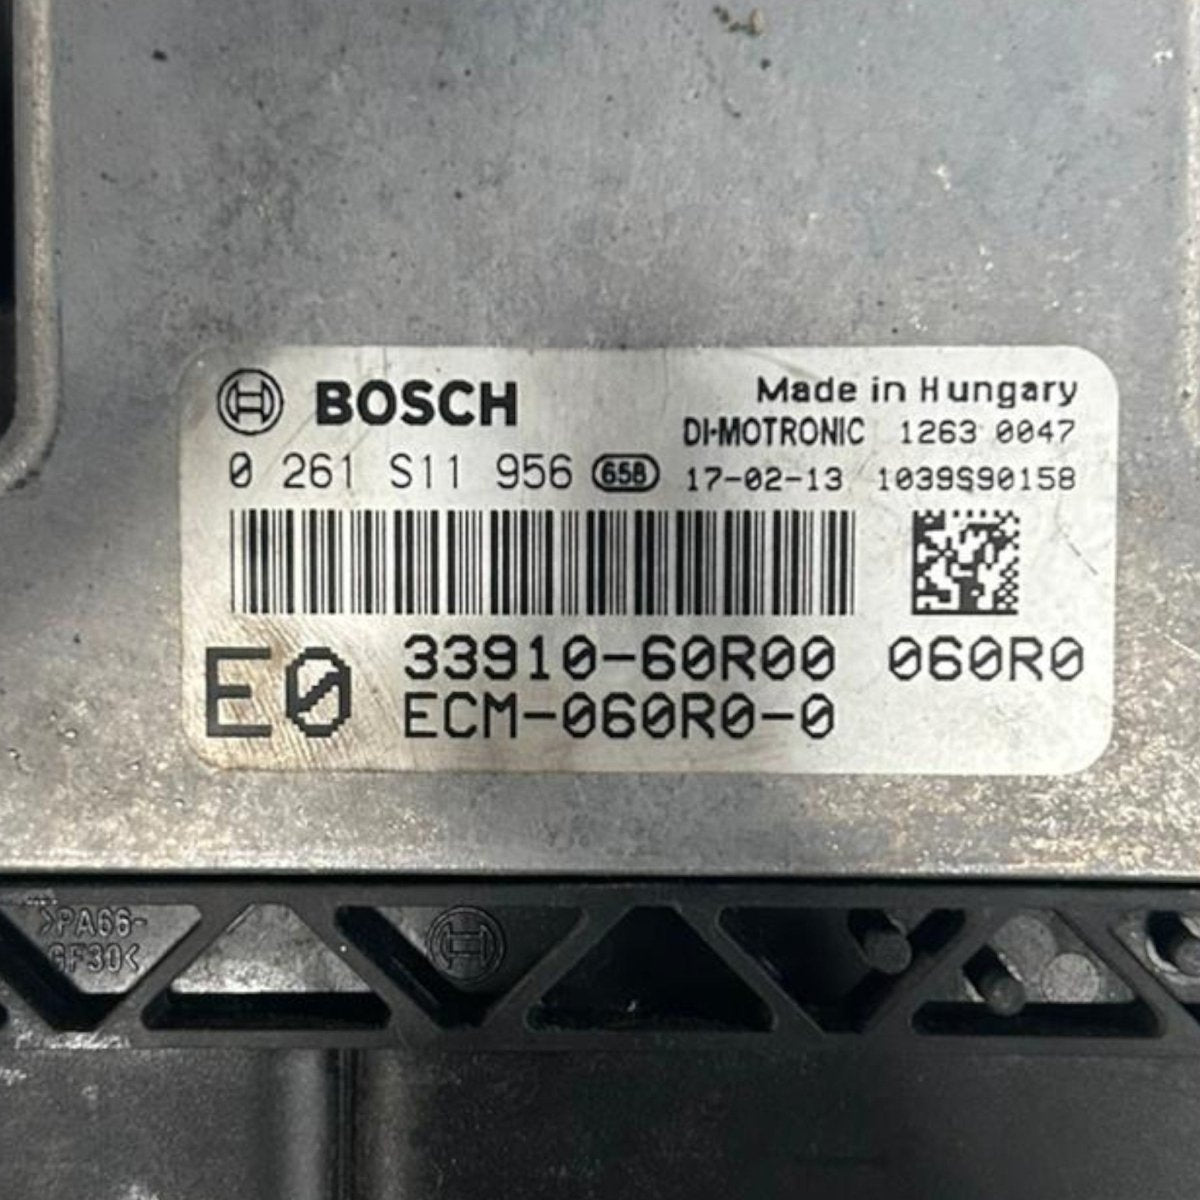 BOSCH
Made in Hungary
DI-MOTRONIC 1263 0047
0 261 S11 956 658 17-02-13 1039S90158
E0
33910-60R00 060R0
ECM-060R0-0
>PA66-
GF30<